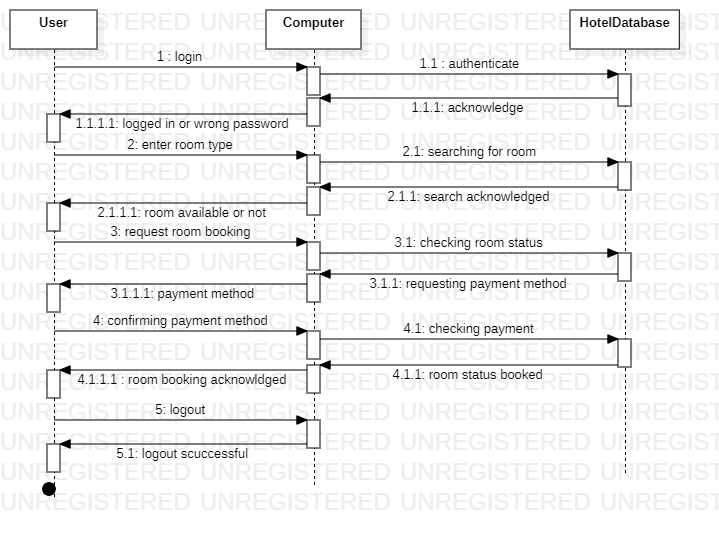 User
Computer
HotelDatabase
1 : login
1.1 : authenticate
1.1.1: acknowledge
1.1.1.1: logged in or wrong password
2: enter room type
2.1: searching for room
2.1.1: search acknowledged
2.1.1.1: room available or not
3: request room booking
3.1: checking room status
3.1.1: requesting payment method
3.1.1.1: payment method
4: confirming payment method
4.1: checking payment
4.1.1: room status booked
4.1.1.1 : room booking acknowldged
5: logout
5.1: logout scuccessful
UNREGISTERED